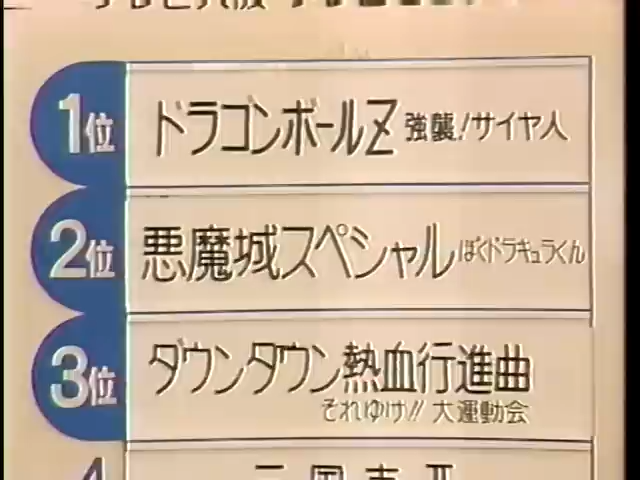 1位 ドラゴンボールZ 強襲!サイヤ人
2位 悪魔城スペシャル ぼくドラキュラくん
3位 ダウンタウン熱血行進曲
それゆけ!! 大運動会